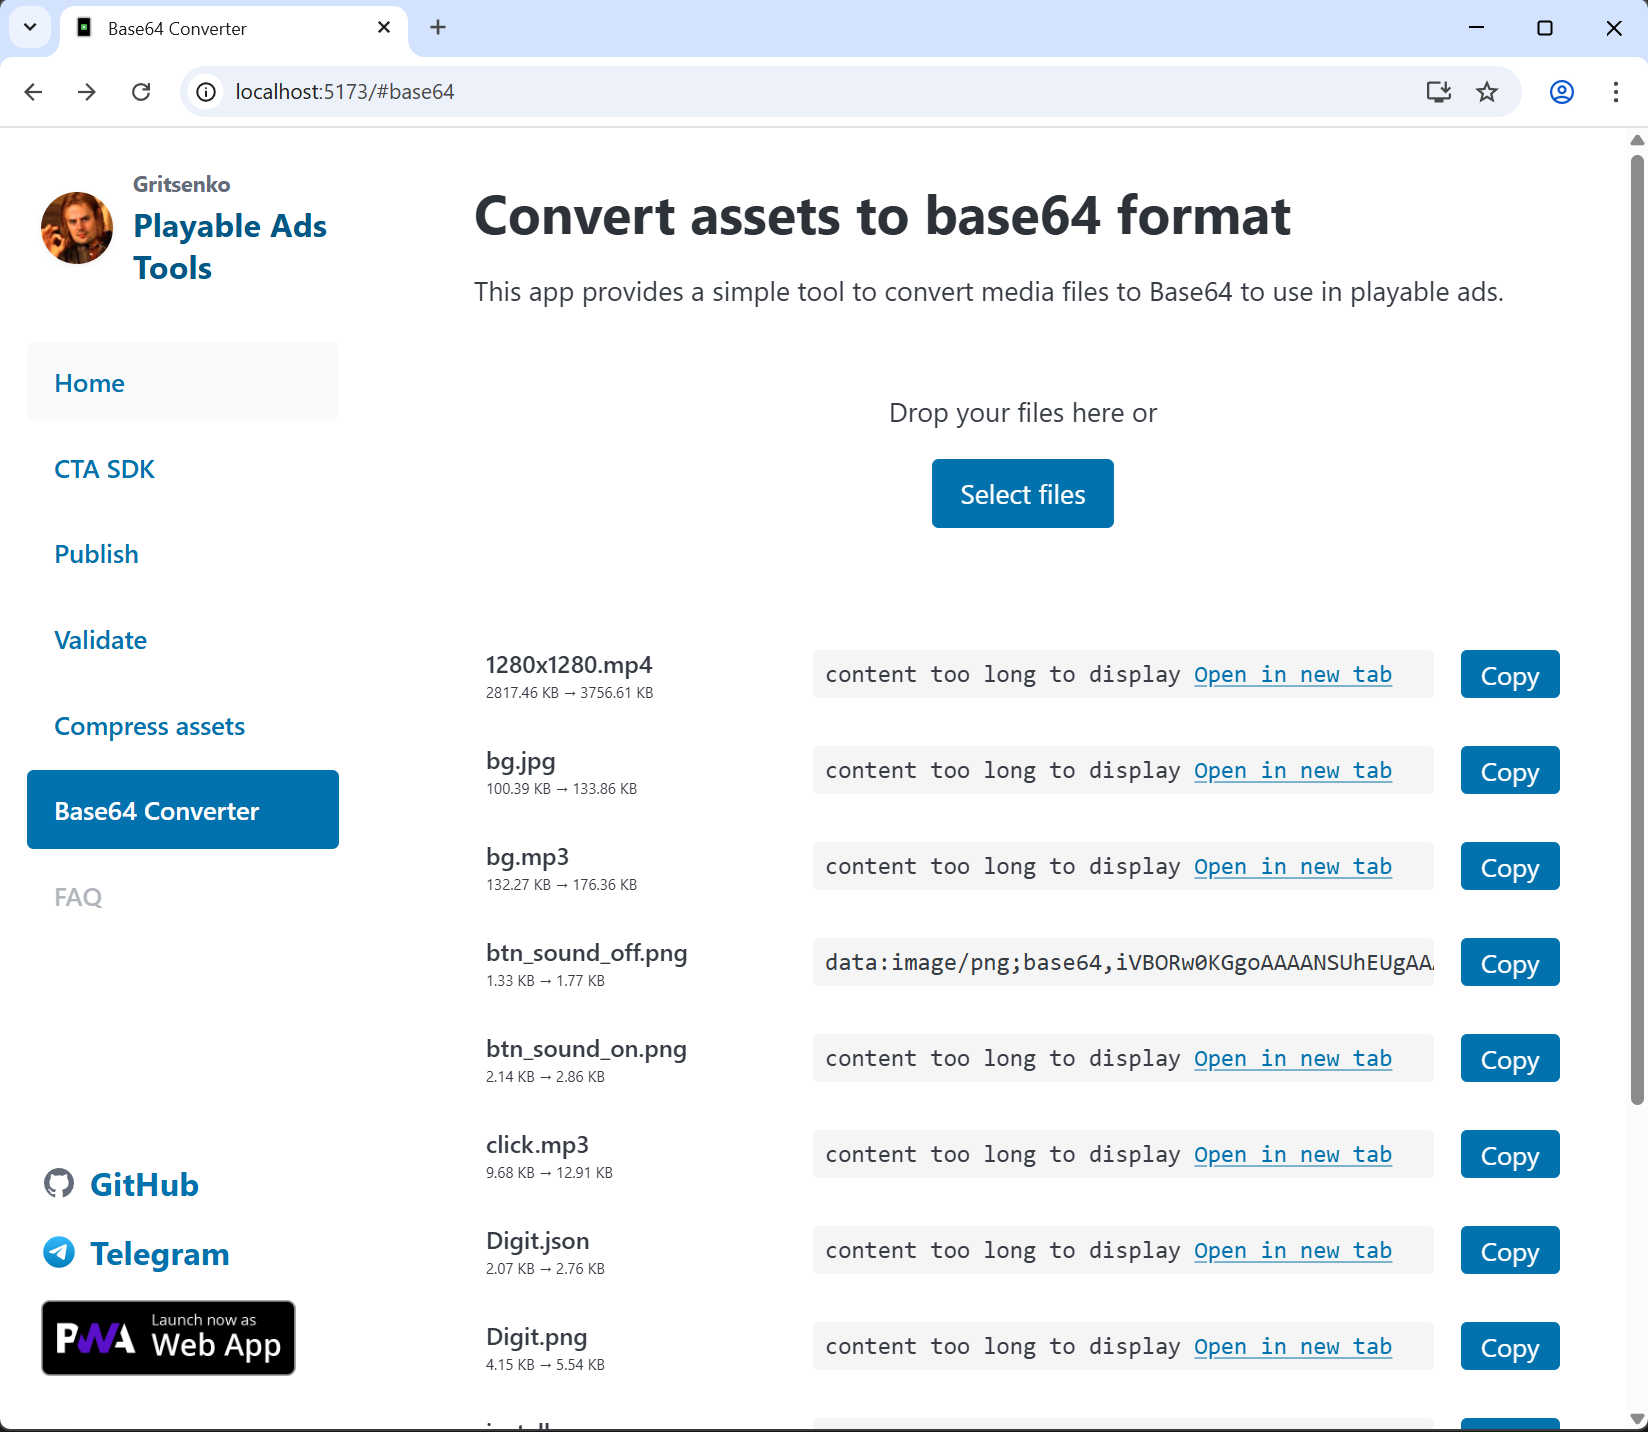 Base64 Converter
localhost:5173/#base64
Gritsenko
Playable Ads
Tools
Home
CTA SDK
Publish
Validate
Compress assets
Base64 Converter
FAQ
GitHub
Telegram
PWA Launch now as
Web App
Convert assets to base64 format
This app provides a simple tool to convert media files to Base64 to use in playable ads.
Drop your files here or
Select files
1280x1280.mp4
2817.46 KB → 3756.61 KB
content too long to display Open in new tab
Copy
bg.jpg
100.39 KB → 133.86 KB
content too long to display Open in new tab
Copy
bg.mp3
132.27 KB → 176.36 KB
content too long to display Open in new tab
Copy
btn_sound_off.png
1.33 KB → 1.77 KB
data:image/png;base64,iVBORw0KGgoAAAANSUhEUgAA
Copy
btn_sound_on.png
2.14 KB → 2.86 KB
content too long to display Open in new tab
Copy
click.mp3
9.68 KB → 12.91 KB
content too long to display Open in new tab
Copy
Digit.json
2.07 KB → 2.76 KB
content too long to display Open in new tab
Copy
Digit.png
4.15 KB → 5.54 KB
content too long to display Open in new tab
Copy